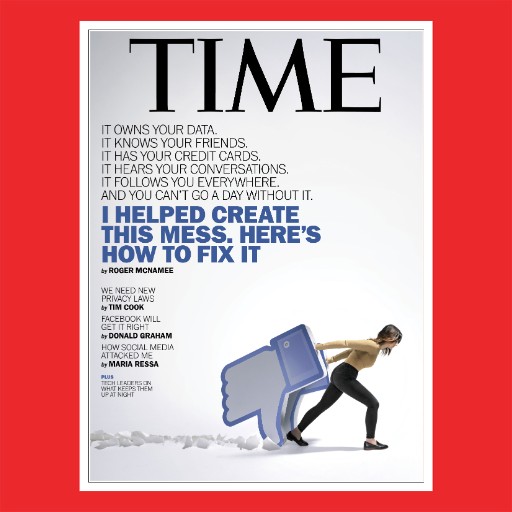 TIME
IT OWNS YOUR DATA.
IT KNOWS YOUR FRIENDS.
IT HAS YOUR CREDIT CARDS.
IT HEARS YOUR CONVERSATIONS.
IT FOLLOWS YOU EVERYWHERE.
AND YOU CAN'T GO A DAY WITHOUT IT.
I HELPED CREATE
THIS MESS. HERE'S
HOW TO FIX IT
by ROGER MCNAMEE
WE NEED NEW
PRIVACY LAWS
by TIM COOK
FACEBOOK WILL
GET IT RIGHT
by DONALD GRAHAM
HOW SOCIAL MEDIA
ATTACKED ME
by MARIA RESSA
PLUS
TECH LEADERS ON
WHAT KEEPS THEM
UP AT NIGHT